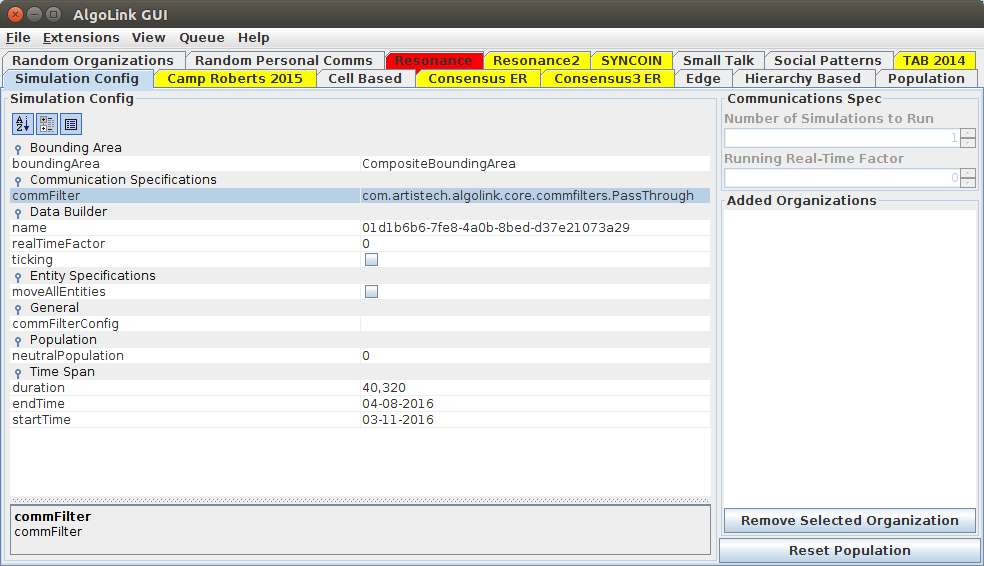 AlgoLink GUI
File Extensions View Queue Help
Random Organizations Random Personal Comms Resonance Resonance2 SYNCOIN Small Talk Social Patterns TAB 2014
Simulation Config Camp Roberts 2015 Cell Based Consensus ER Consensus3 ER Edge Hierarchy Based Population
Simulation Config
Bounding Area
boundingArea CompositeBoundingArea
Communication Specifications
commFilter com.artistech.algolink.core.commfilters.PassThrough
Data Builder
name 01d1b6b6-7fe8-4a0b-8bed-d37e21073a29
realTimeFactor 0
ticking
Entity Specifications
moveAllEntities
General
commFilterConfig
Population
neutralPopulation 0
Time Span
duration 40,320
endTime 04-08-2016
startTime 03-11-2016
commFilter
commFilter
Communications Spec
Number of Simulations to Run
1
Running Real-Time Factor
0
Added Organizations
Remove Selected Organization
Reset Population